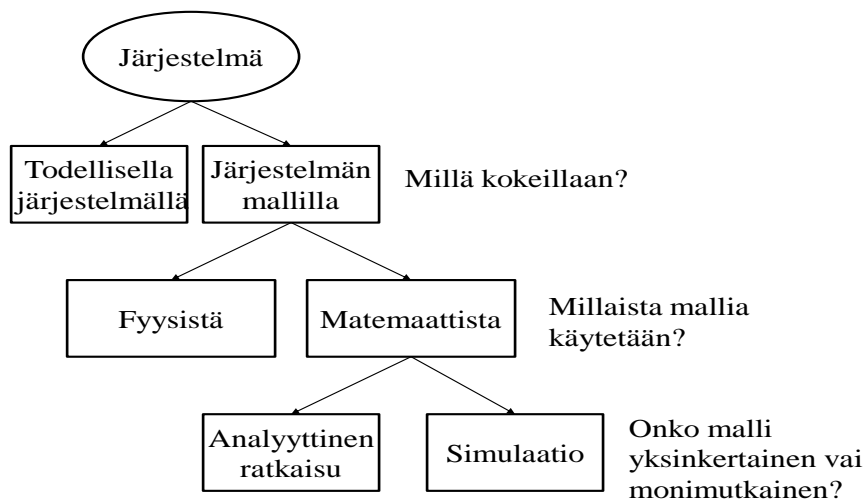 Järjestelmä
Todellisella
järjestelmällä
Järjestelmän
mallilla
Millä kokeillaan?
Fyysistä
Matemaattista
Millaista mallia
käytetään?
Analyyttinen
ratkaisu
Simulaatio
Onko malli
yksinkertainen vai
monimutkainen?